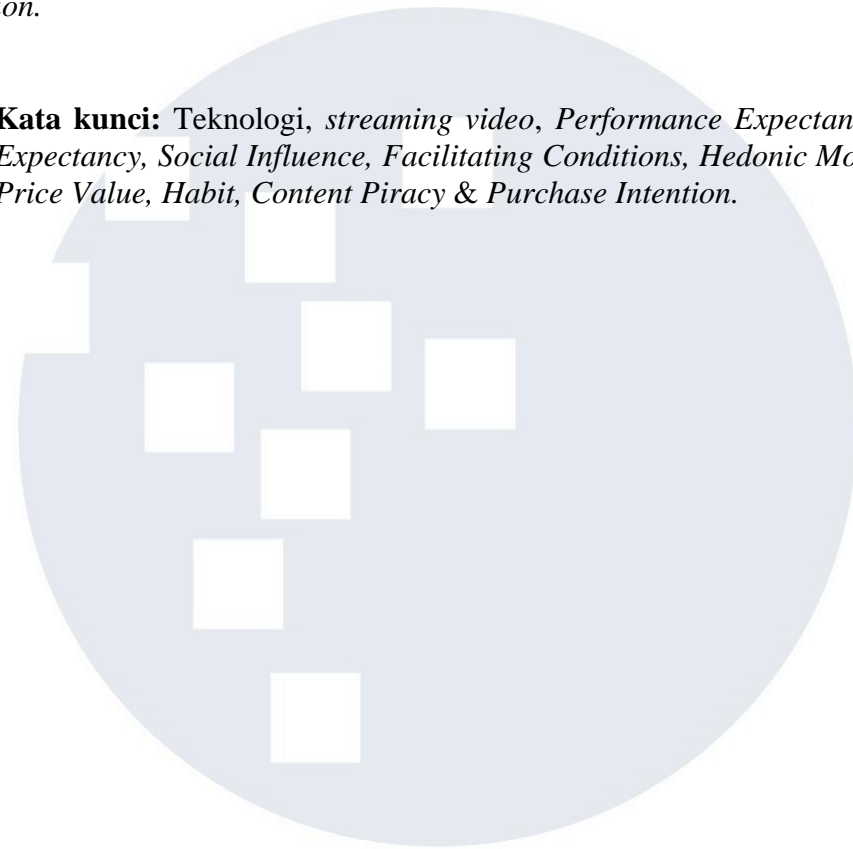 on.
Kata kunci: Teknologi, streaming video, Performance Expectan
Expectancy, Social Influence, Facilitating Conditions, Hedonic Mo
Price Value, Habit, Content Piracy & Purchase Intention.